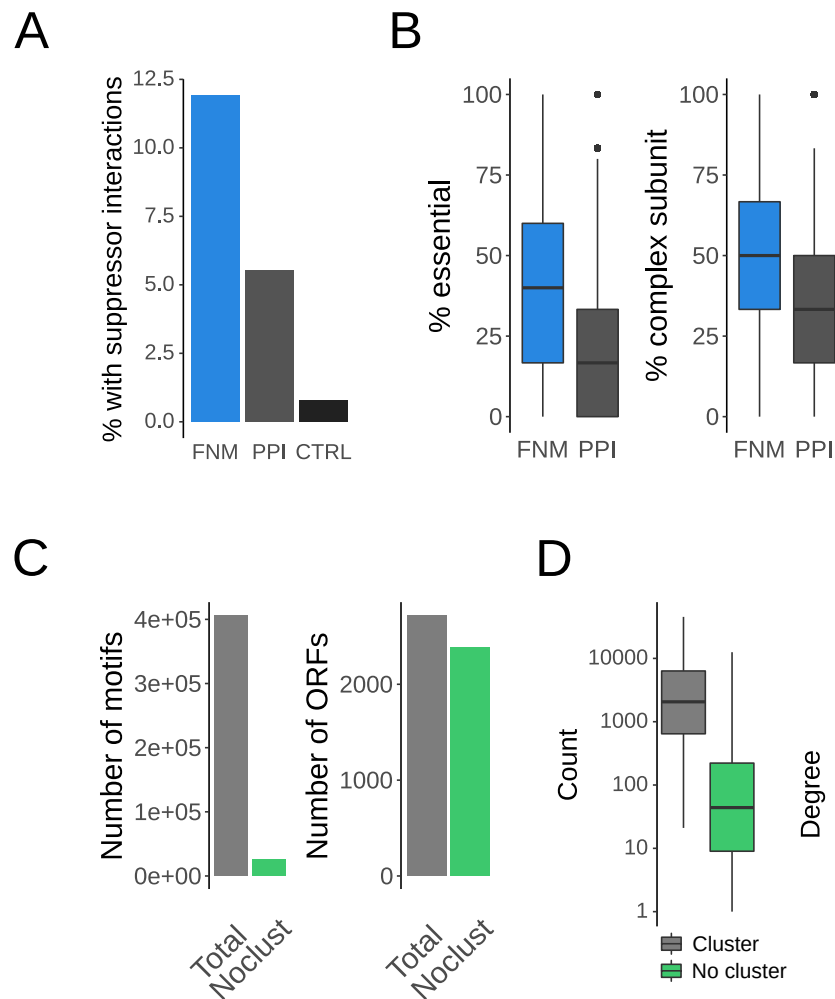 A
% with suppressor interactions
12.5
10.0
7.5
5.0
2.5
0.0
FNM PPI CTRL
B
% essential
100
75
50
25
0
FNM PPI
% complex subunit
100
75
50
25
0
FNM PPI
C
Number of motifs
4e+05
3e+05
2e+05
1e+05
0e+00
Total
Noclust
Number of ORFs
2000
1000
0
Total
Noclust
D
Count
10000
1000
100
10
1
Cluster
No cluster
Degree